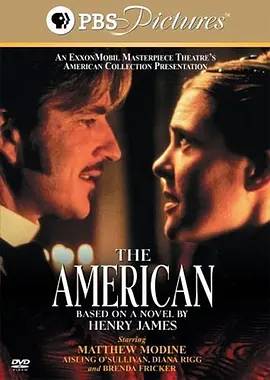 PBS Pictures™
AN EXXONMOBIL MASTERPIECE THEATRE'S
AMERICAN COLLECTION PRESENTATION
THE
AMERICAN
BASED ON A NOVEL BY
HENRY JAMES
Starring
MATTHEW MODINE
AISLING O'SULLIVAN, DIANA RIGG
and BRENDA FRICKER
DVD
VIDEO